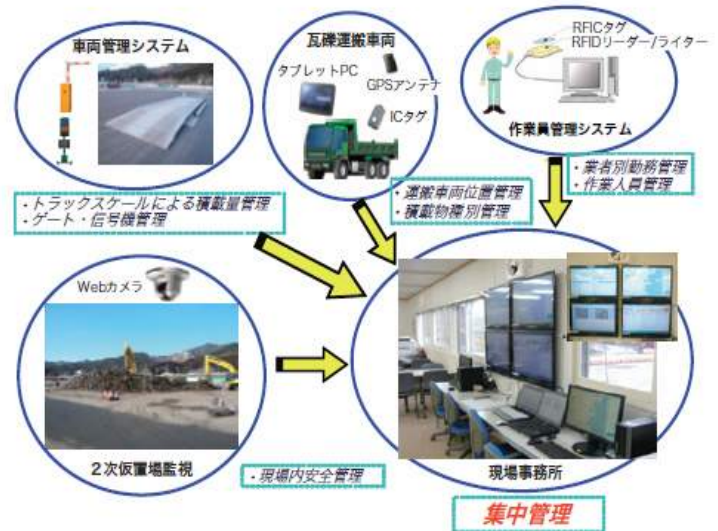 車両管理システム
瓦礫運搬車両
タブレットPC
GPSアンテナ
ICタグ
RFICタグ
RFIDリーダー/ライター
作業員管理システム
・トラックスケールによる積載量管理
・ゲート・信号機管理
・運搬車両位置管理
・積載物種別管理
・業者別勤務管理
・作業人員管理
Webカメラ
2次仮置場監視
・現場内安全管理
現場事務所
集中管理